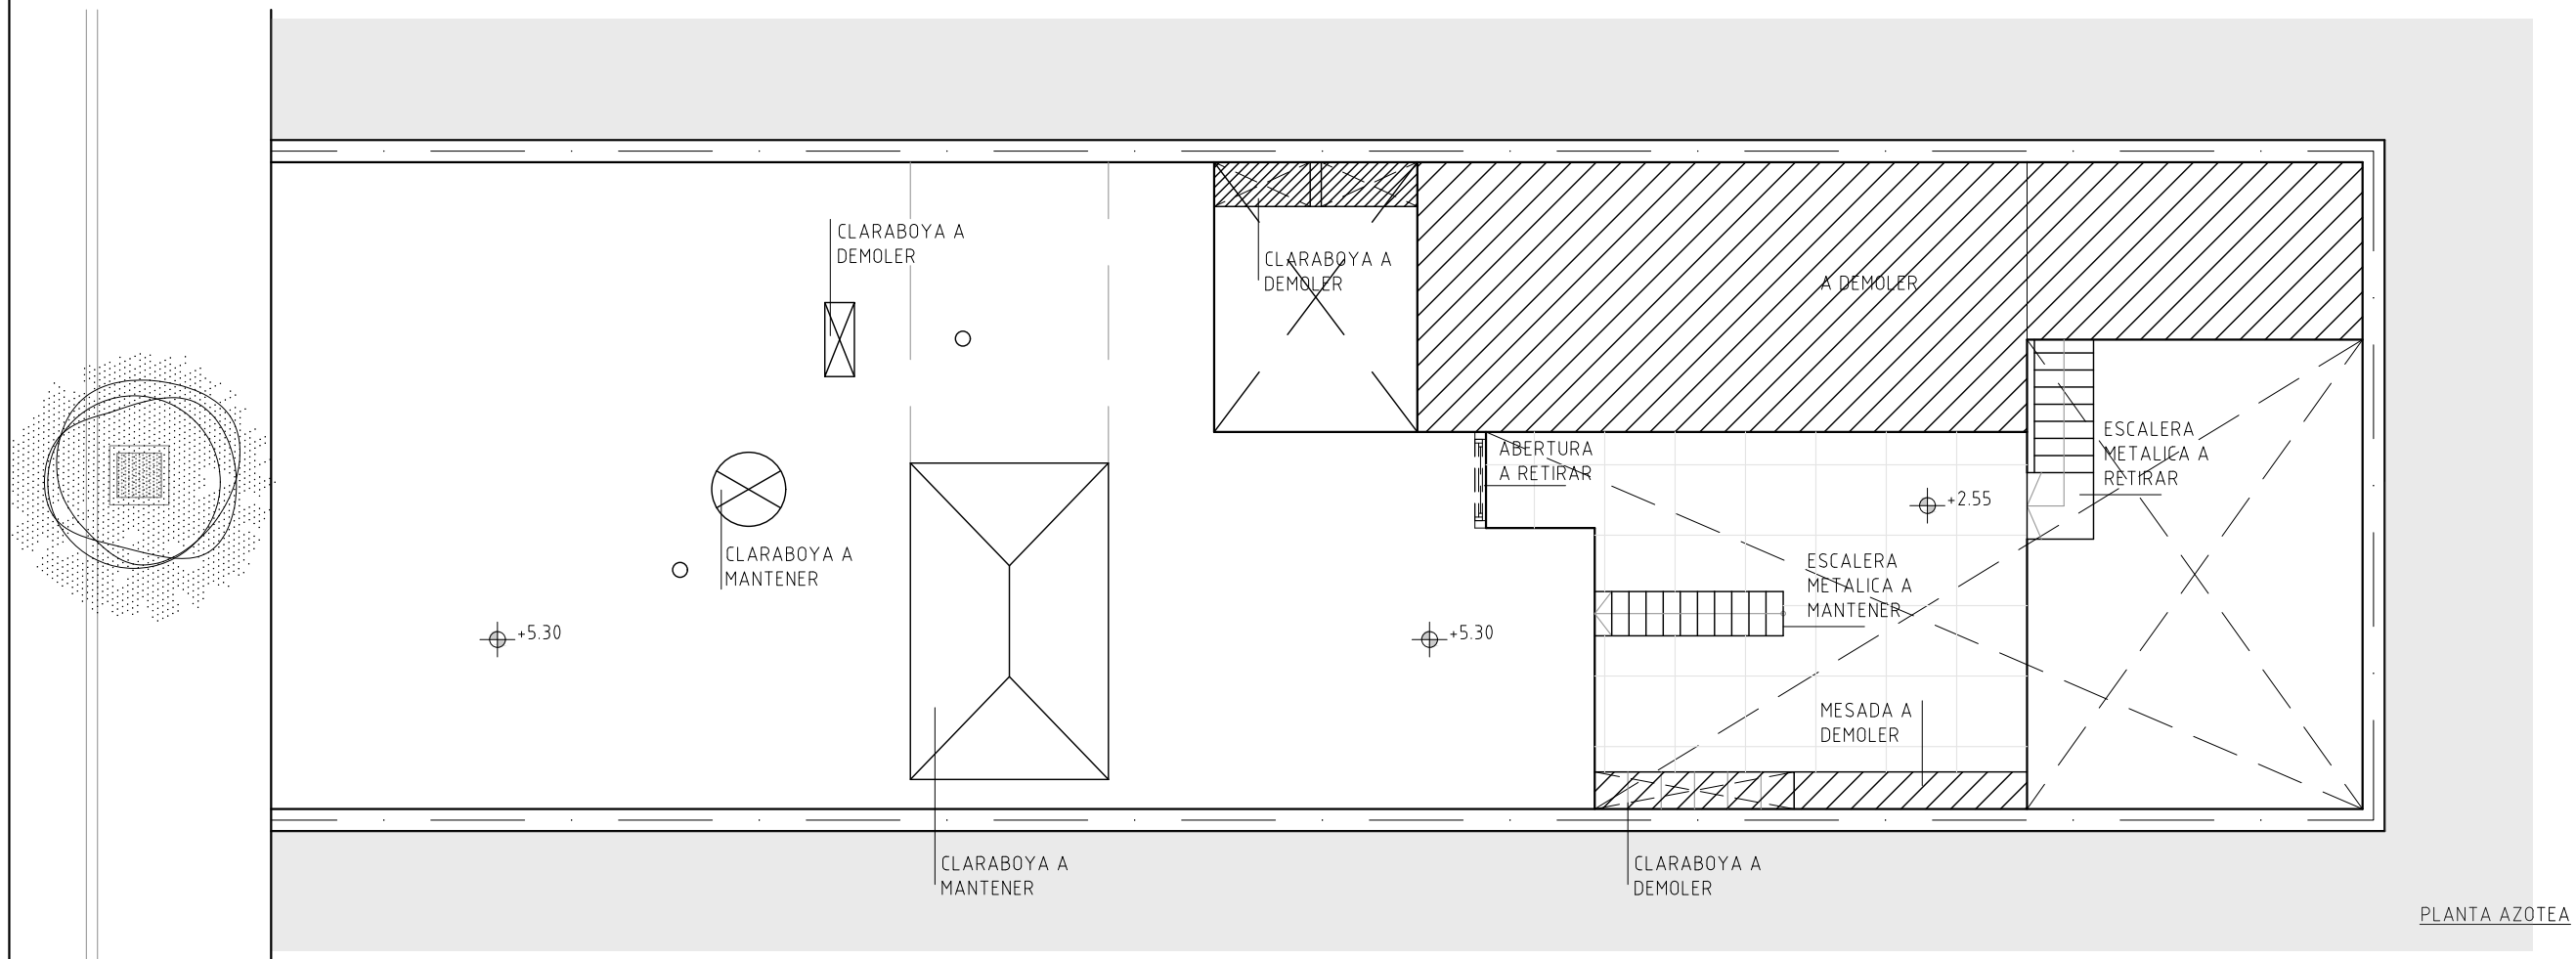 CLARABOYA A
DEMOLER
CLARABOYA A
DEMOLER
A DEMOLER
ABERTURA
A RETIRAR
ESCALERA
METALICA A
RETIRAR
+2.55
CLARABOYA A
MANTENER
ESCALERA
METALICA A
MANTENER
+5.30
+5.30
MESADA A
DEMOLER
CLARABOYA A
MANTENER
CLARABOYA A
DEMOLER
PLANTA AZOTEA